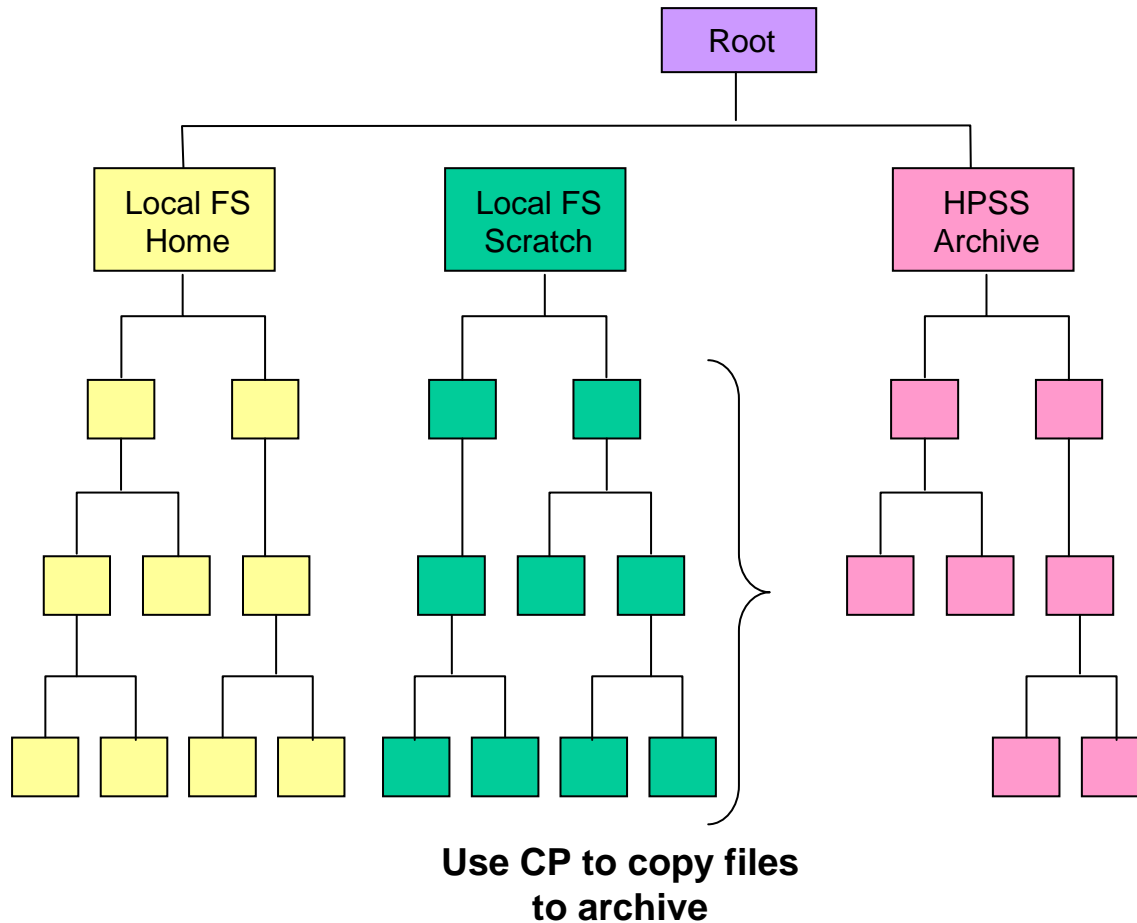 Root
Local FS
Home
Local FS
Scratch
HPSS
Archive
Use CP to copy files
to archive